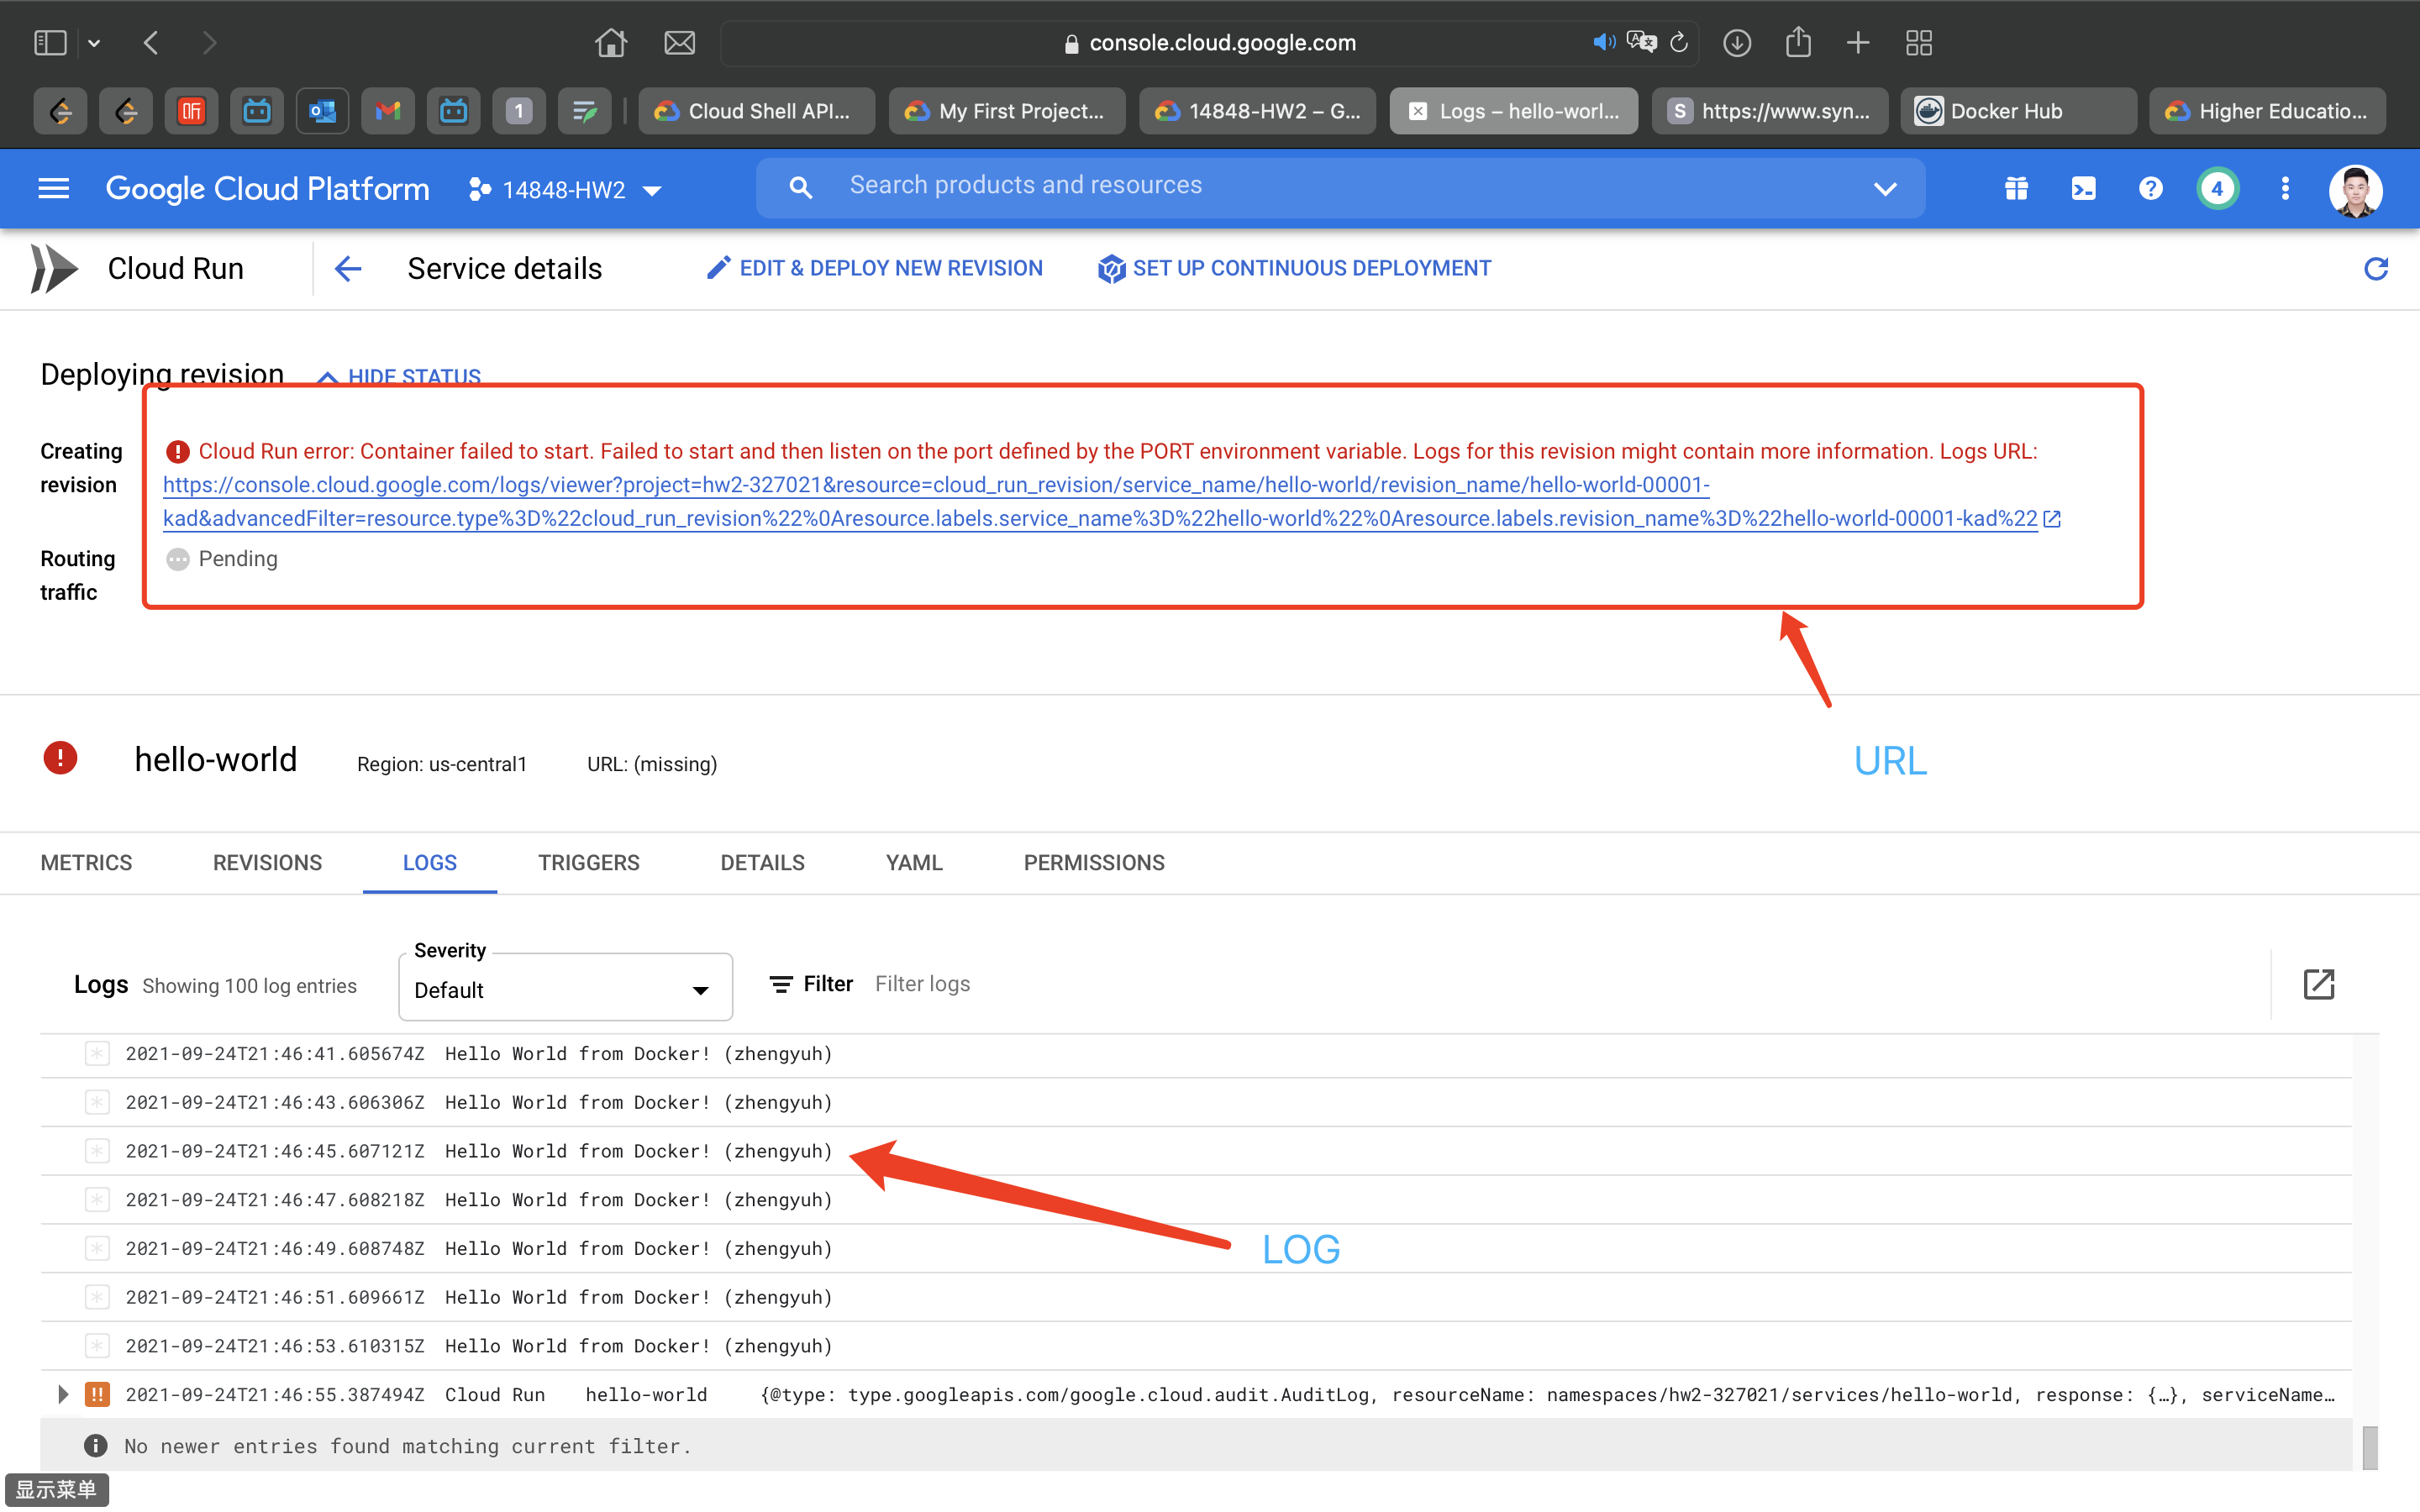 console.cloud.google.com
听
1
Cloud Shell API...
My First Project...
14848-HW2 – G...
Logs – hello-worl...
S https://www.syn...
Docker Hub
Higher Educatio...
Google Cloud Platform
14848-HW2
Search products and resources
4
Cloud Run
Service details
EDIT & DEPLOY NEW REVISION
SET UP CONTINUOUS DEPLOYMENT
Deploying revision
HIDE STATUS
Creating revision
Cloud Run error: Container failed to start. Failed to start and then listen on the port defined by the PORT environment variable. Logs for this revision might contain more information. Logs URL:
https://console.cloud.google.com/logs/viewer?project=hw2-327021&resource=cloud_run_revision/service_name/hello-world/revision_name/hello-world-00001-
kad&advancedFilter=resource.type%3D%22cloud_run_revision%22%0Aresource.labels.service_name%3D%22hello-world%22%0Aresource.labels.revision_name%3D%22hello-world-00001-kad%22
Routing traffic
Pending
URL
hello-world
Region: us-central1
URL: (missing)
METRICS
REVISIONS
LOGS
TRIGGERS
DETAILS
YAML
PERMISSIONS
Logs
Showing 100 log entries
Severity
Default
Filter
Filter logs
2021-09-24T21:46:41.605674Z Hello World from Docker! (zhengyuh)
2021-09-24T21:46:43.606306Z Hello World from Docker! (zhengyuh)
2021-09-24T21:46:45.607121Z Hello World from Docker! (zhengyuh)
2021-09-24T21:46:47.608218Z Hello World from Docker! (zhengyuh)
2021-09-24T21:46:49.608748Z Hello World from Docker! (zhengyuh)
LOG
2021-09-24T21:46:51.609661Z Hello World from Docker! (zhengyuh)
2021-09-24T21:46:53.610315Z Hello World from Docker! (zhengyuh)
!! 2021-09-24T21:46:55.387494Z Cloud Run hello-world {@type: type.googleapis.com/google.cloud.audit.AuditLog, resourceName: namespaces/hw2-327021/services/hello-world, response: {…}, serviceName…
No newer entries found matching current filter.
显示菜单